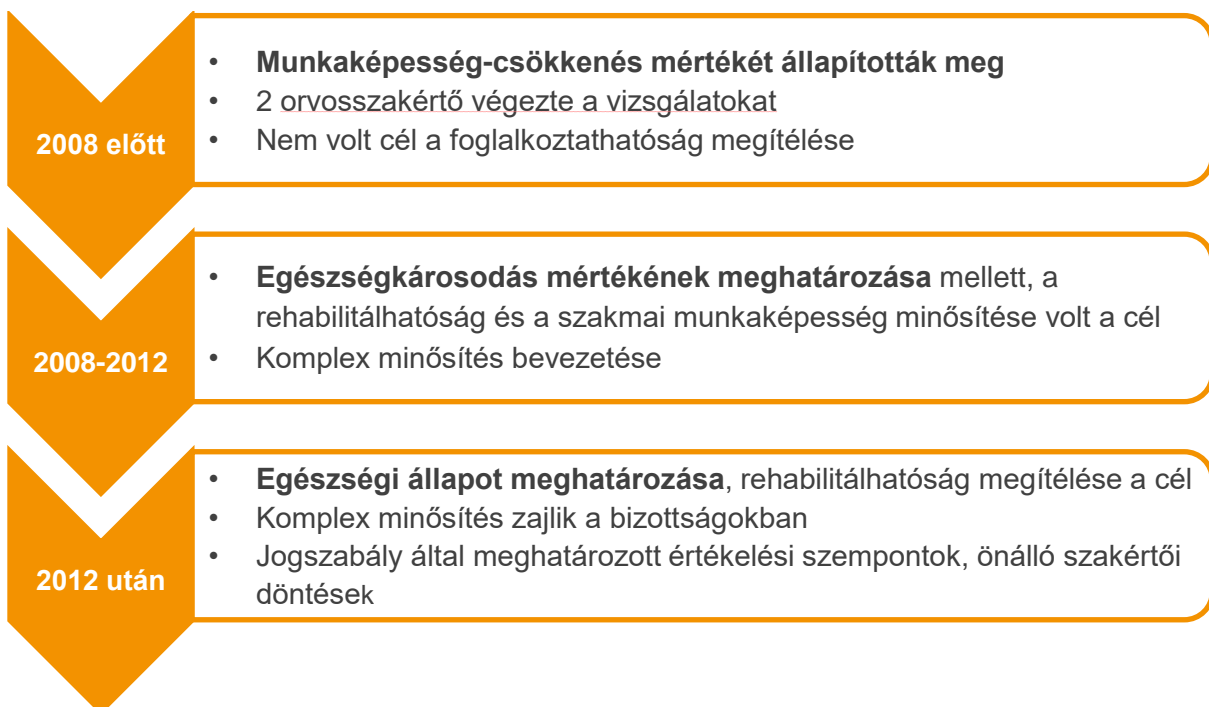 2008 előtt
• Munkaképesség-csökkenés mértékét állapították meg
• 2 orvosszakértő végezte a vizsgálatokat
• Nem volt cél a foglalkoztathatóság megítélése
2008-2012
• Egészségkárosodás mértékének meghatározása mellett, a
rehabilitálhatóság és a szakmai munkaképesség minősítése volt a cél
• Komplex minősítés bevezetése
2012 után
• Egészségi állapot meghatározása, rehabilitálhatóság megítélése a cél
• Komplex minősítés zajlik a bizottságokban
• Jogszabály által meghatározott értékelési szempontok, önálló szakértői
döntések